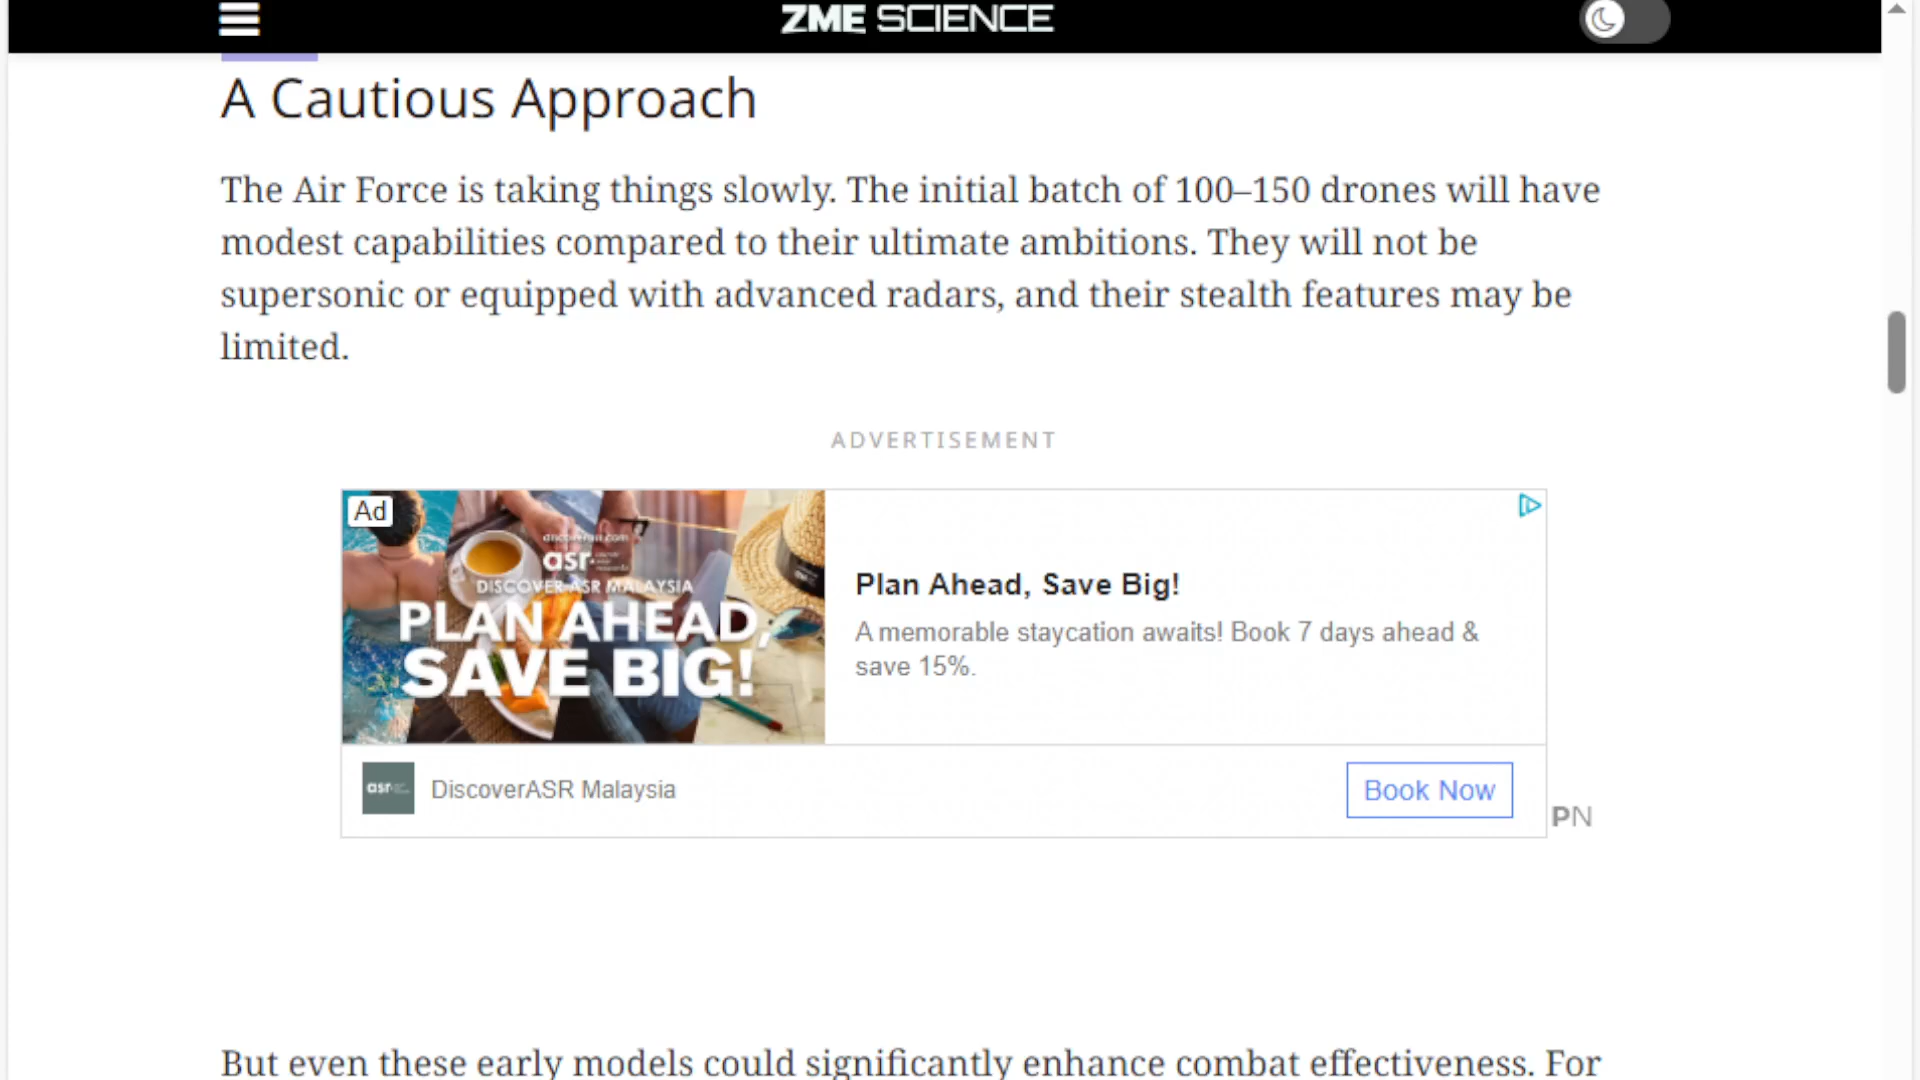 ZME SCIENCE
A Cautious Approach
The Air Force is taking things slowly. The initial batch of 100–150 drones will have
modest capabilities compared to their ultimate ambitions. They will not be
supersonic or equipped with advanced radars, and their stealth features may be
limited.
ADVERTISEMENT
Ad
asr
DISCOVER ASR MALAYSIA
PLAN AHEAD,
SAVE BIG!
Plan Ahead, Save Big!
A memorable staycation awaits! Book 7 days ahead &
save 15%.
asr
DiscoverASR Malaysia
Book Now
PN
But even these early models could significantly enhance combat effectiveness. For